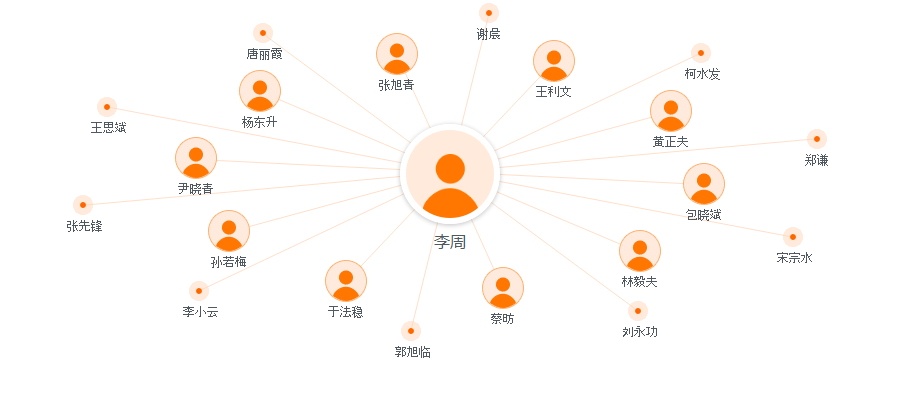 谢晨
唐丽霞
柯水发
张旭青
王利文
杨东升
王思斌
黄正夫
郑谦
尹晓青
包晓斌
张先锋
李周
孙若梅
宋宗水
林毅夫
李小云
于法稳
蔡昉
刘永功
郭旭临